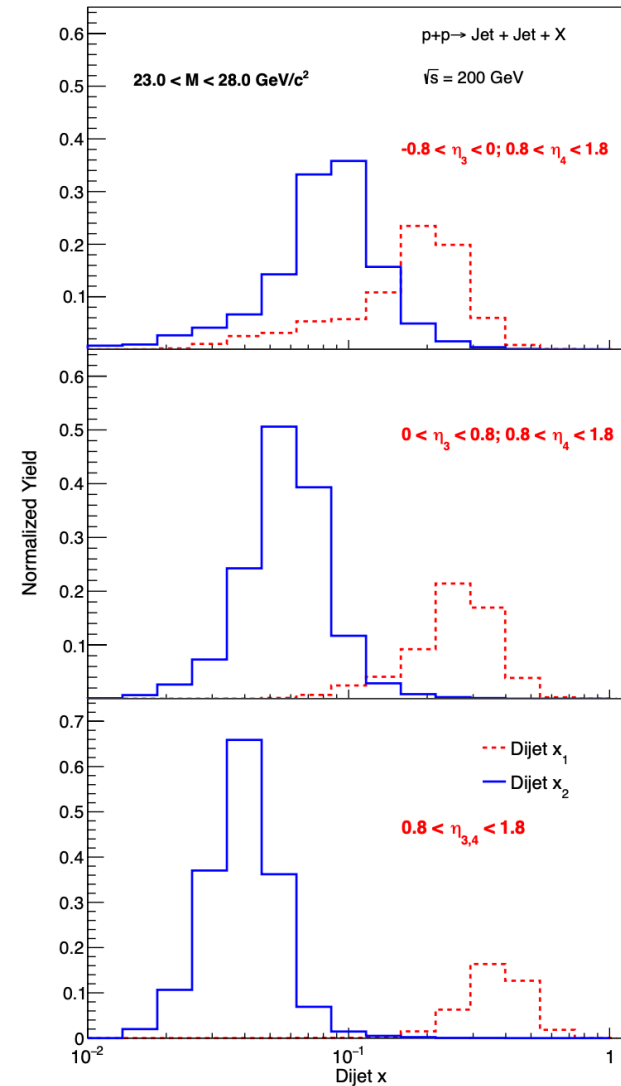 0.6
p+p→ Jet + Jet + X
0.5
23.0 < M < 28.0 GeV/c²
√s = 200 GeV
0.4
-0.8 < η₃ < 0; 0.8 < η₄ < 1.8
0.3
0.2
0.1
0.6
0.5
0 < η₃ < 0.8; 0.8 < η₄ < 1.8
0.4
Normalized Yield
0.3
0.2
0.1
0.7
Dijet x₁
0.6
Dijet x₂
0.5
0.8 < η₃,₄ < 1.8
0.4
0.3
0.2
0.1
0
10⁻² 10⁻¹ 1
Dijet x